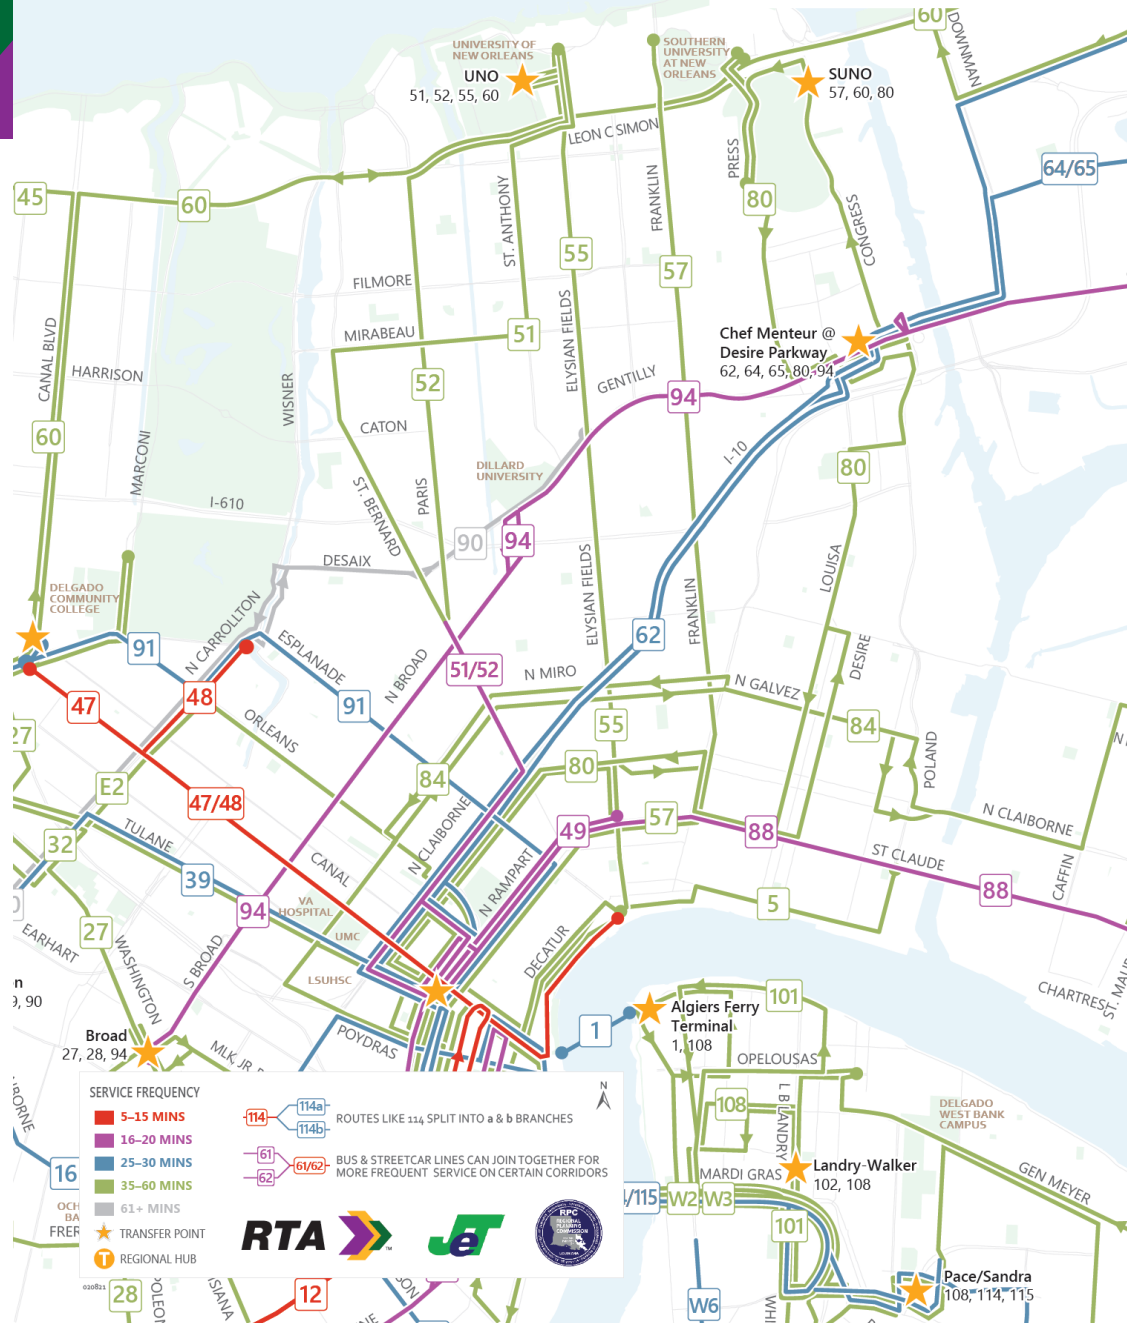 60
DOWNMAN
UNIVERSITY OF
NEW ORLEANS
UNO
51, 52, 55, 60
SOUTHERN
UNIVERSITY
AT NEW
ORLEANS
SUNO
57, 60, 80
LEON C SIMON
PRESS
64/65
45
60
80
ST. ANTHONY
FRANKLIN
CONGRESS
55
57
FILMORE
MIRABEAU
51
ELYSIAN FIELDS
Chef Menteur @
Desire Parkway
62, 64, 65, 80, 94
CANAL BLVD
HARRISON
WISNER
52
GENTILLY
94
CATON
60
MARCONI
I-10
DILLARD
UNIVERSITY
80
I-610
ST. BERNARD
PARIS
90
94
DESAIX
ELYSIAN FIELDS
FRANKLIN
LOUISA
DELGADO
COMMUNITY
COLLEGE
91
N CARROLLTON
ESPLANADE
62
DESIRE
N BROAD
51/52
N MIRO
N GALVEZ
47
48
91
ORLEANS
55
84
27
POLAND
E2
84
80
47/48
N CLAIBORNE
57
N CLAIBORNE
49
88
32
TULANE
CANAL
N RAMPART
ST CLAUDE
CAFFIN
39
VA
HOSPITAL
88
94
5
27
UMC
EARHART
WASHINGTON
S BROAD
DECATUR
LSUHSC
CHARTRES
9, 90
101
Algiers Ferry
Terminal
1, 108
1
Broad
27, 28, 94
POYDRAS
MLK JR.
OPELOUSAS
108
L B LANDRY
DELGADO
WEST BANK
CAMPUS
SERVICE FREQUENCY
5–15 MINS
16–20 MINS
25–30 MINS
35–60 MINS
61+ MINS
TRANSFER POINT
T REGIONAL HUB
114
114a
114b
ROUTES LIKE 114 SPLIT INTO a & b BRANCHES
61
62
61/62
BUS & STREETCAR LINES CAN JOIN TOGETHER FOR
MORE FREQUENT SERVICE ON CERTAIN CORRIDORS
N
RTA
TM
JeT
RPC
REGIONAL
PLANNING
COMMISSION
020821
16
MARDI GRAS
Landry-Walker
102, 108
GEN MEYER
/115
W2
W3
101
Pace/Sandra
108, 114, 115
28
12
W6